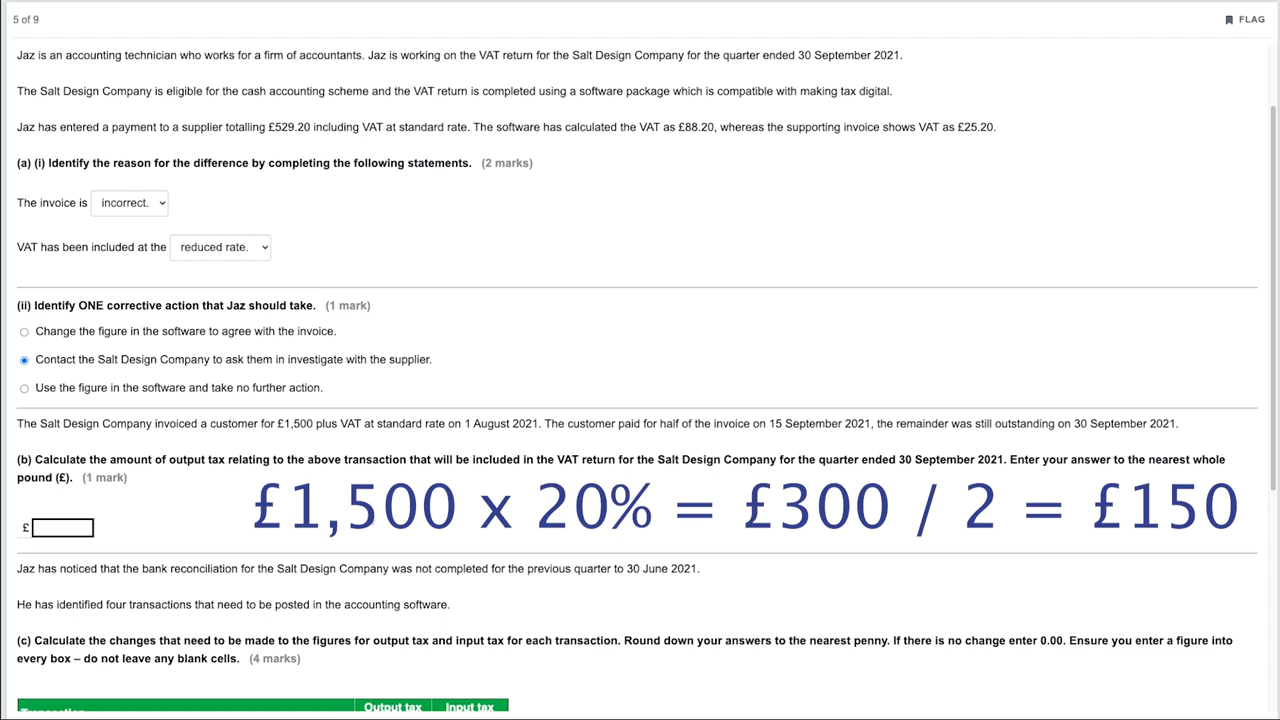 5 of 9
FLAG
Jaz is an accounting technician who works for a firm of accountants. Jaz is working on the VAT return for the Salt Design Company for the quarter ended 30 September 2021.
The Salt Design Company is eligible for the cash accounting scheme and the VAT return is completed using a software package which is compatible with making tax digital.
Jaz has entered a payment to a supplier totalling £529.20 including VAT at standard rate. The software has calculated the VAT as £88.20, whereas the supporting invoice shows VAT as £25.20.
(a) (i) Identify the reason for the difference by completing the following statements. (2 marks)
The invoice is incorrect.
VAT has been included at the reduced rate.
(ii) Identify ONE corrective action that Jaz should take. (1 mark)
Change the figure in the software to agree with the invoice.
Contact the Salt Design Company to ask them in investigate with the supplier.
Use the figure in the software and take no further action.
The Salt Design Company invoiced a customer for £1,500 plus VAT at standard rate on 1 August 2021. The customer paid for half of the invoice on 15 September 2021, the remainder was still outstanding on 30 September 2021.
(b) Calculate the amount of output tax relating to the above transaction that will be included in the VAT return for the Salt Design Company for the quarter ended 30 September 2021. Enter your answer to the nearest whole
pound (£). (1 mark)
£1,500 x 20% = £300 / 2 = £150
£
Jaz has noticed that the bank reconciliation for the Salt Design Company was not completed for the previous quarter to 30 June 2021.
He has identified four transactions that need to be posted in the accounting software.
(c) Calculate the changes that need to be made to the figures for output tax and input tax for each transaction. Round down your answers to the nearest penny. If there is no change enter 0.00. Ensure you enter a figure into
every box – do not leave any blank cells. (4 marks)
Transaction Output tax Input tax